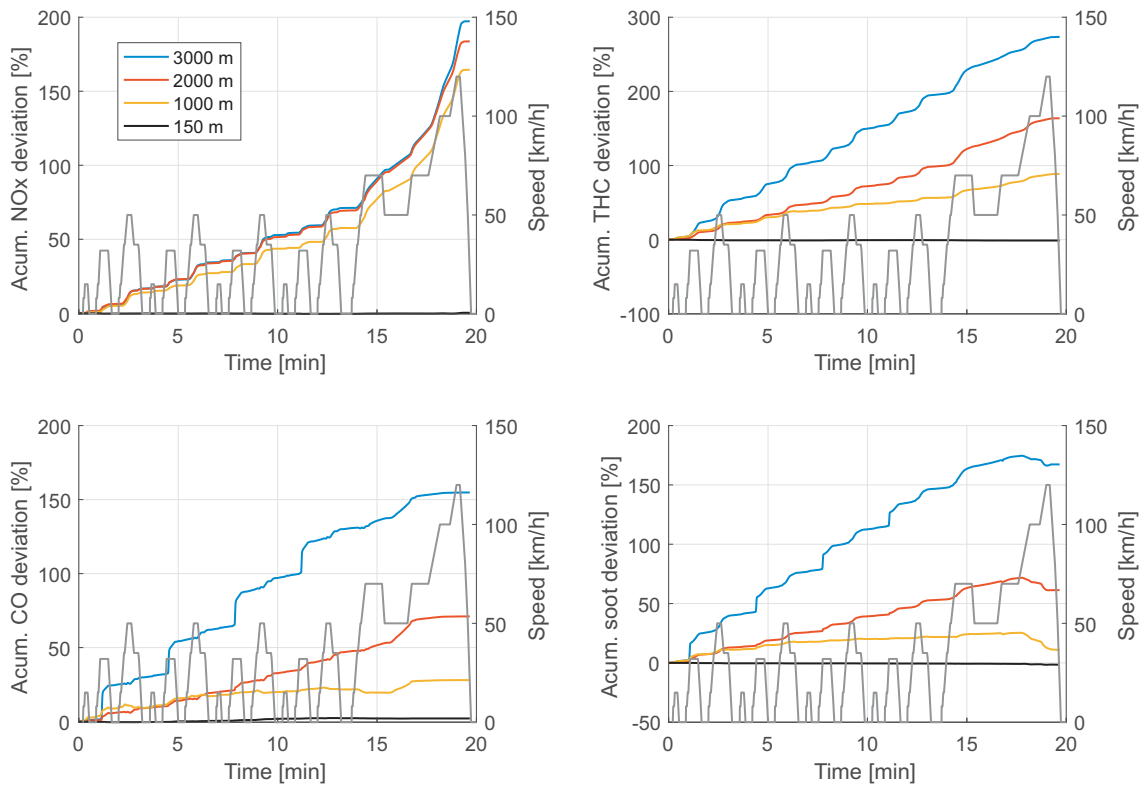 Acum. NOx deviation [%]
200
150
100
50
0
3000 m
2000 m
1000 m
150 m
150
100
50
0
Speed [km/h]
0 5 10 15 20
Time [min]
Acum. THC deviation [%]
300
200
100
0
-100
150
100
50
0
Speed [km/h]
0 5 10 15 20
Time [min]
Acum. CO deviation [%]
200
150
100
50
0
150
100
50
0
Speed [km/h]
0 5 10 15 20
Time [min]
Acum. soot deviation [%]
200
150
100
50
0
-50
150
100
50
0
Speed [km/h]
0 5 10 15 20
Time [min]